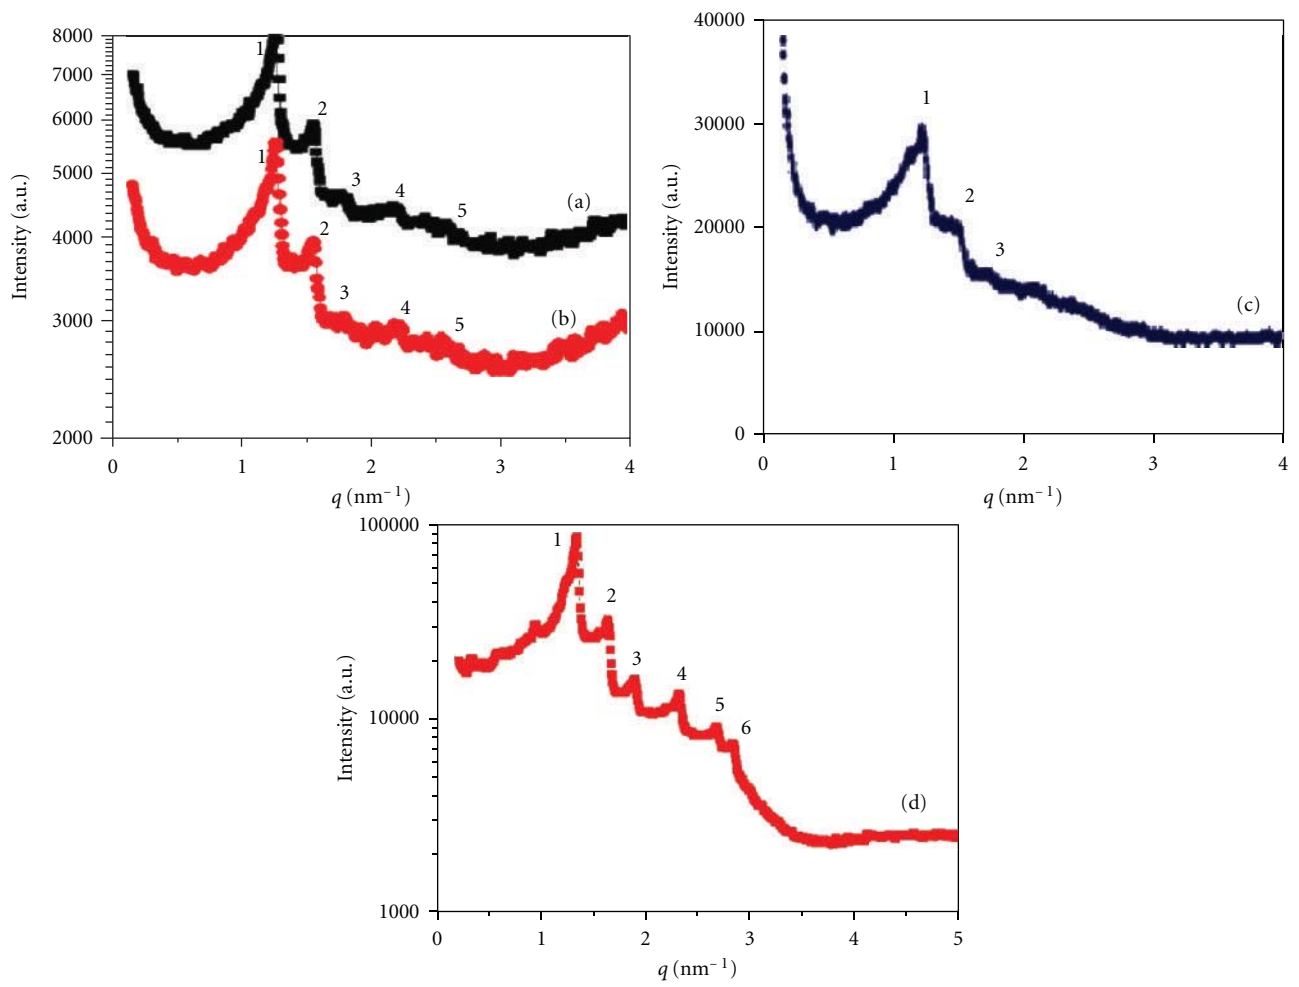 8000
7000
6000
5000
4000
3000
2000
Intensity (a.u.)
1
2
3
4
5
(a)
1
2
3
4
5
(b)
0 1 2 3 4
q (nm⁻¹)
40000
30000
20000
10000
0
Intensity (a.u.)
1
2
3
(c)
0 1 2 3 4
q (nm⁻¹)
100000
10000
1000
Intensity (a.u.)
1
2
3
4
5
6
(d)
0 1 2 3 4 5
q (nm⁻¹)